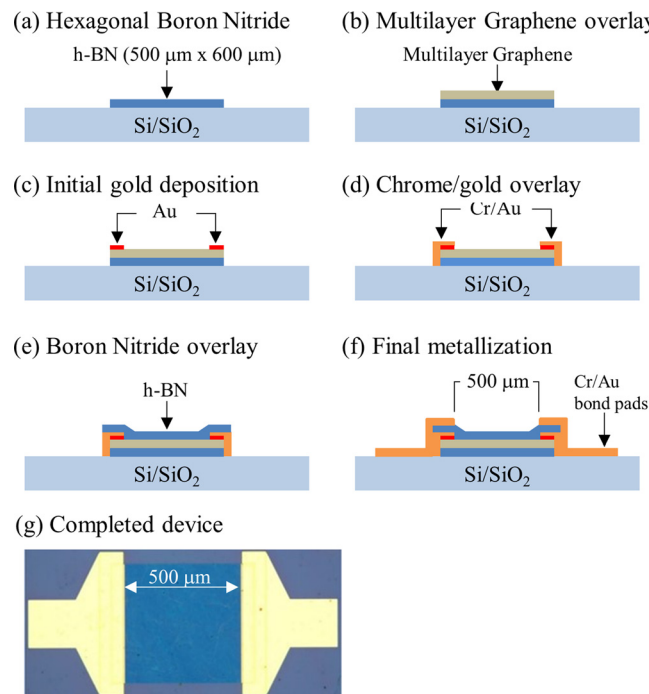 (a) Hexagonal Boron Nitride
h-BN (500 μm x 600 μm)
Si/SiO₂
(b) Multilayer Graphene overlay
Multilayer Graphene
Si/SiO₂
(c) Initial gold deposition
Au
Si/SiO₂
(d) Chrome/gold overlay
Cr/Au
Si/SiO₂
(e) Boron Nitride overlay
h-BN
Si/SiO₂
(f) Final metallization
500 μm
Cr/Au
bond pads
Si/SiO₂
(g) Completed device
500 μm